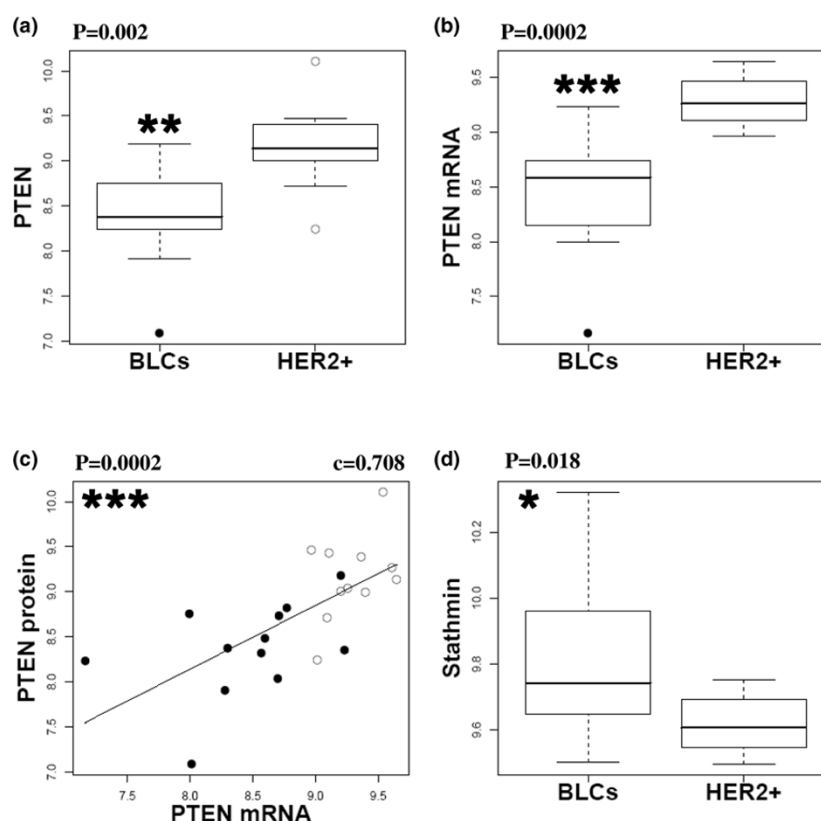 (a) P=0.002
**
PTEN
10.0
9.5
9.0
8.5
8.0
7.5
7.0
BLCs HER2+
(b) P=0.0002
***
PTEN mRNA
9.5
9.0
8.5
8.0
7.5
BLCs HER2+
(c) P=0.0002 c=0.708
***
PTEN protein
10.0
9.5
9.0
8.5
8.0
7.5
7.0
7.5 8.0 8.5 9.0 9.5
PTEN mRNA
(d) P=0.018
*
Stathmin
10.2
10.0
9.8
9.6
BLCs HER2+